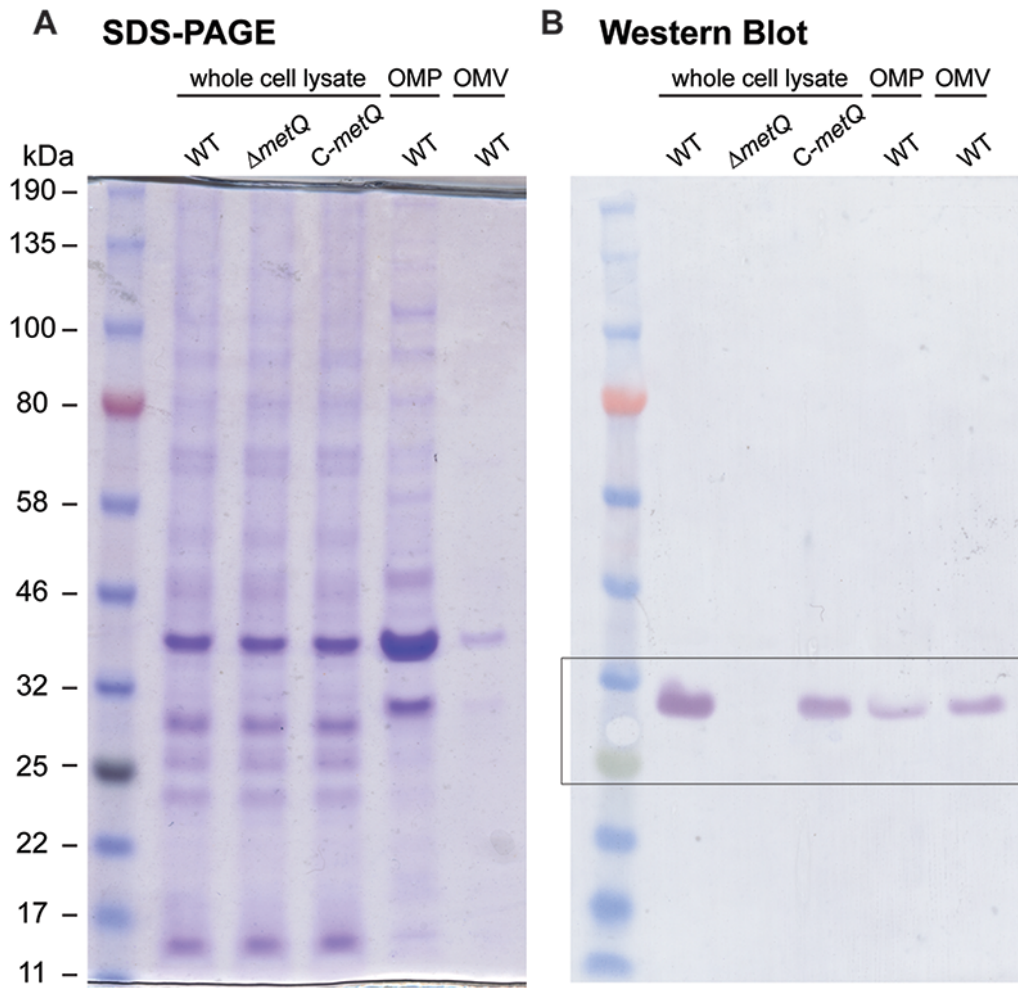 A SDS-PAGE
whole cell lysate OMP OMV
WT ΔmetQ C-metQ WT WT
kDa
190
135
100
80
58
46
32
25
22
17
11
B Western Blot
whole cell lysate OMP OMV
WT ΔmetQ C-metQ WT WT